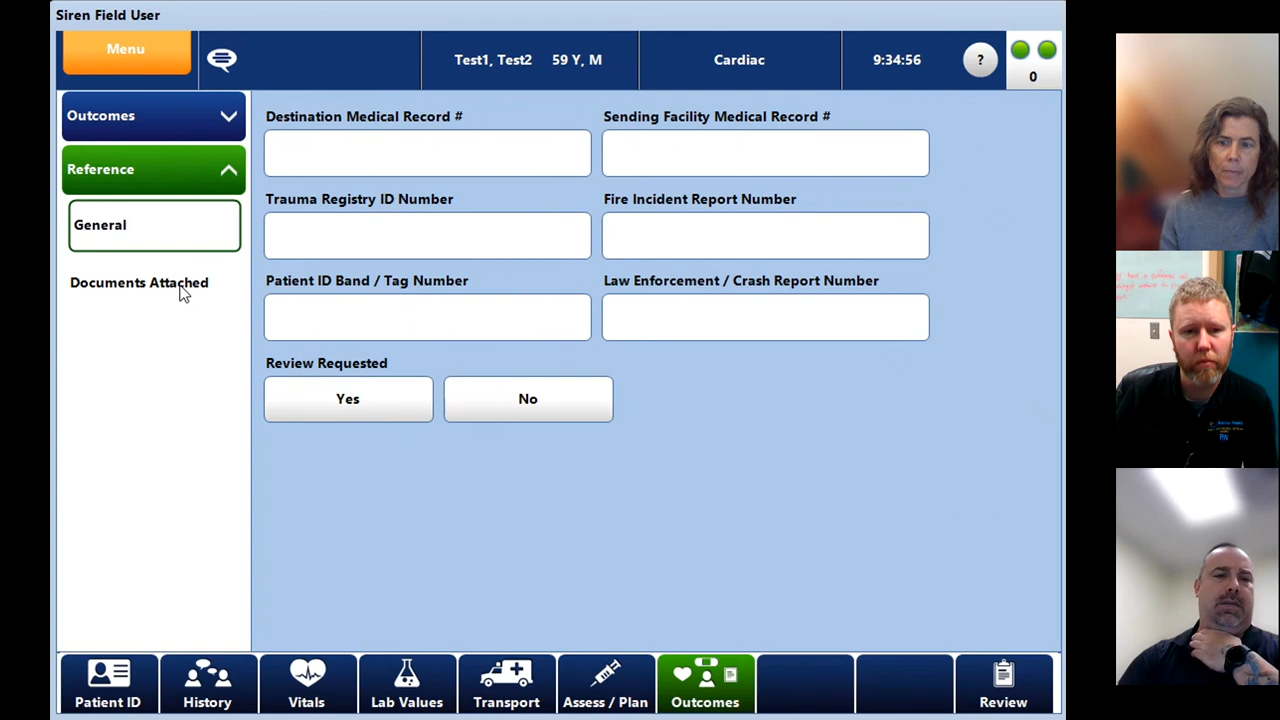 Siren Field User
Menu
Test1, Test2 59 Y, M
Cardiac
9:34:56
?
0
Outcomes
Reference
General
Documents Attached
Destination Medical Record #
Sending Facility Medical Record #
Trauma Registry ID Number
Fire Incident Report Number
Patient ID Band / Tag Number
Law Enforcement / Crash Report Number
Review Requested
Yes
No
Patient ID
History
Vitals
Lab Values
Transport
Assess / Plan
Outcomes
Review
RN